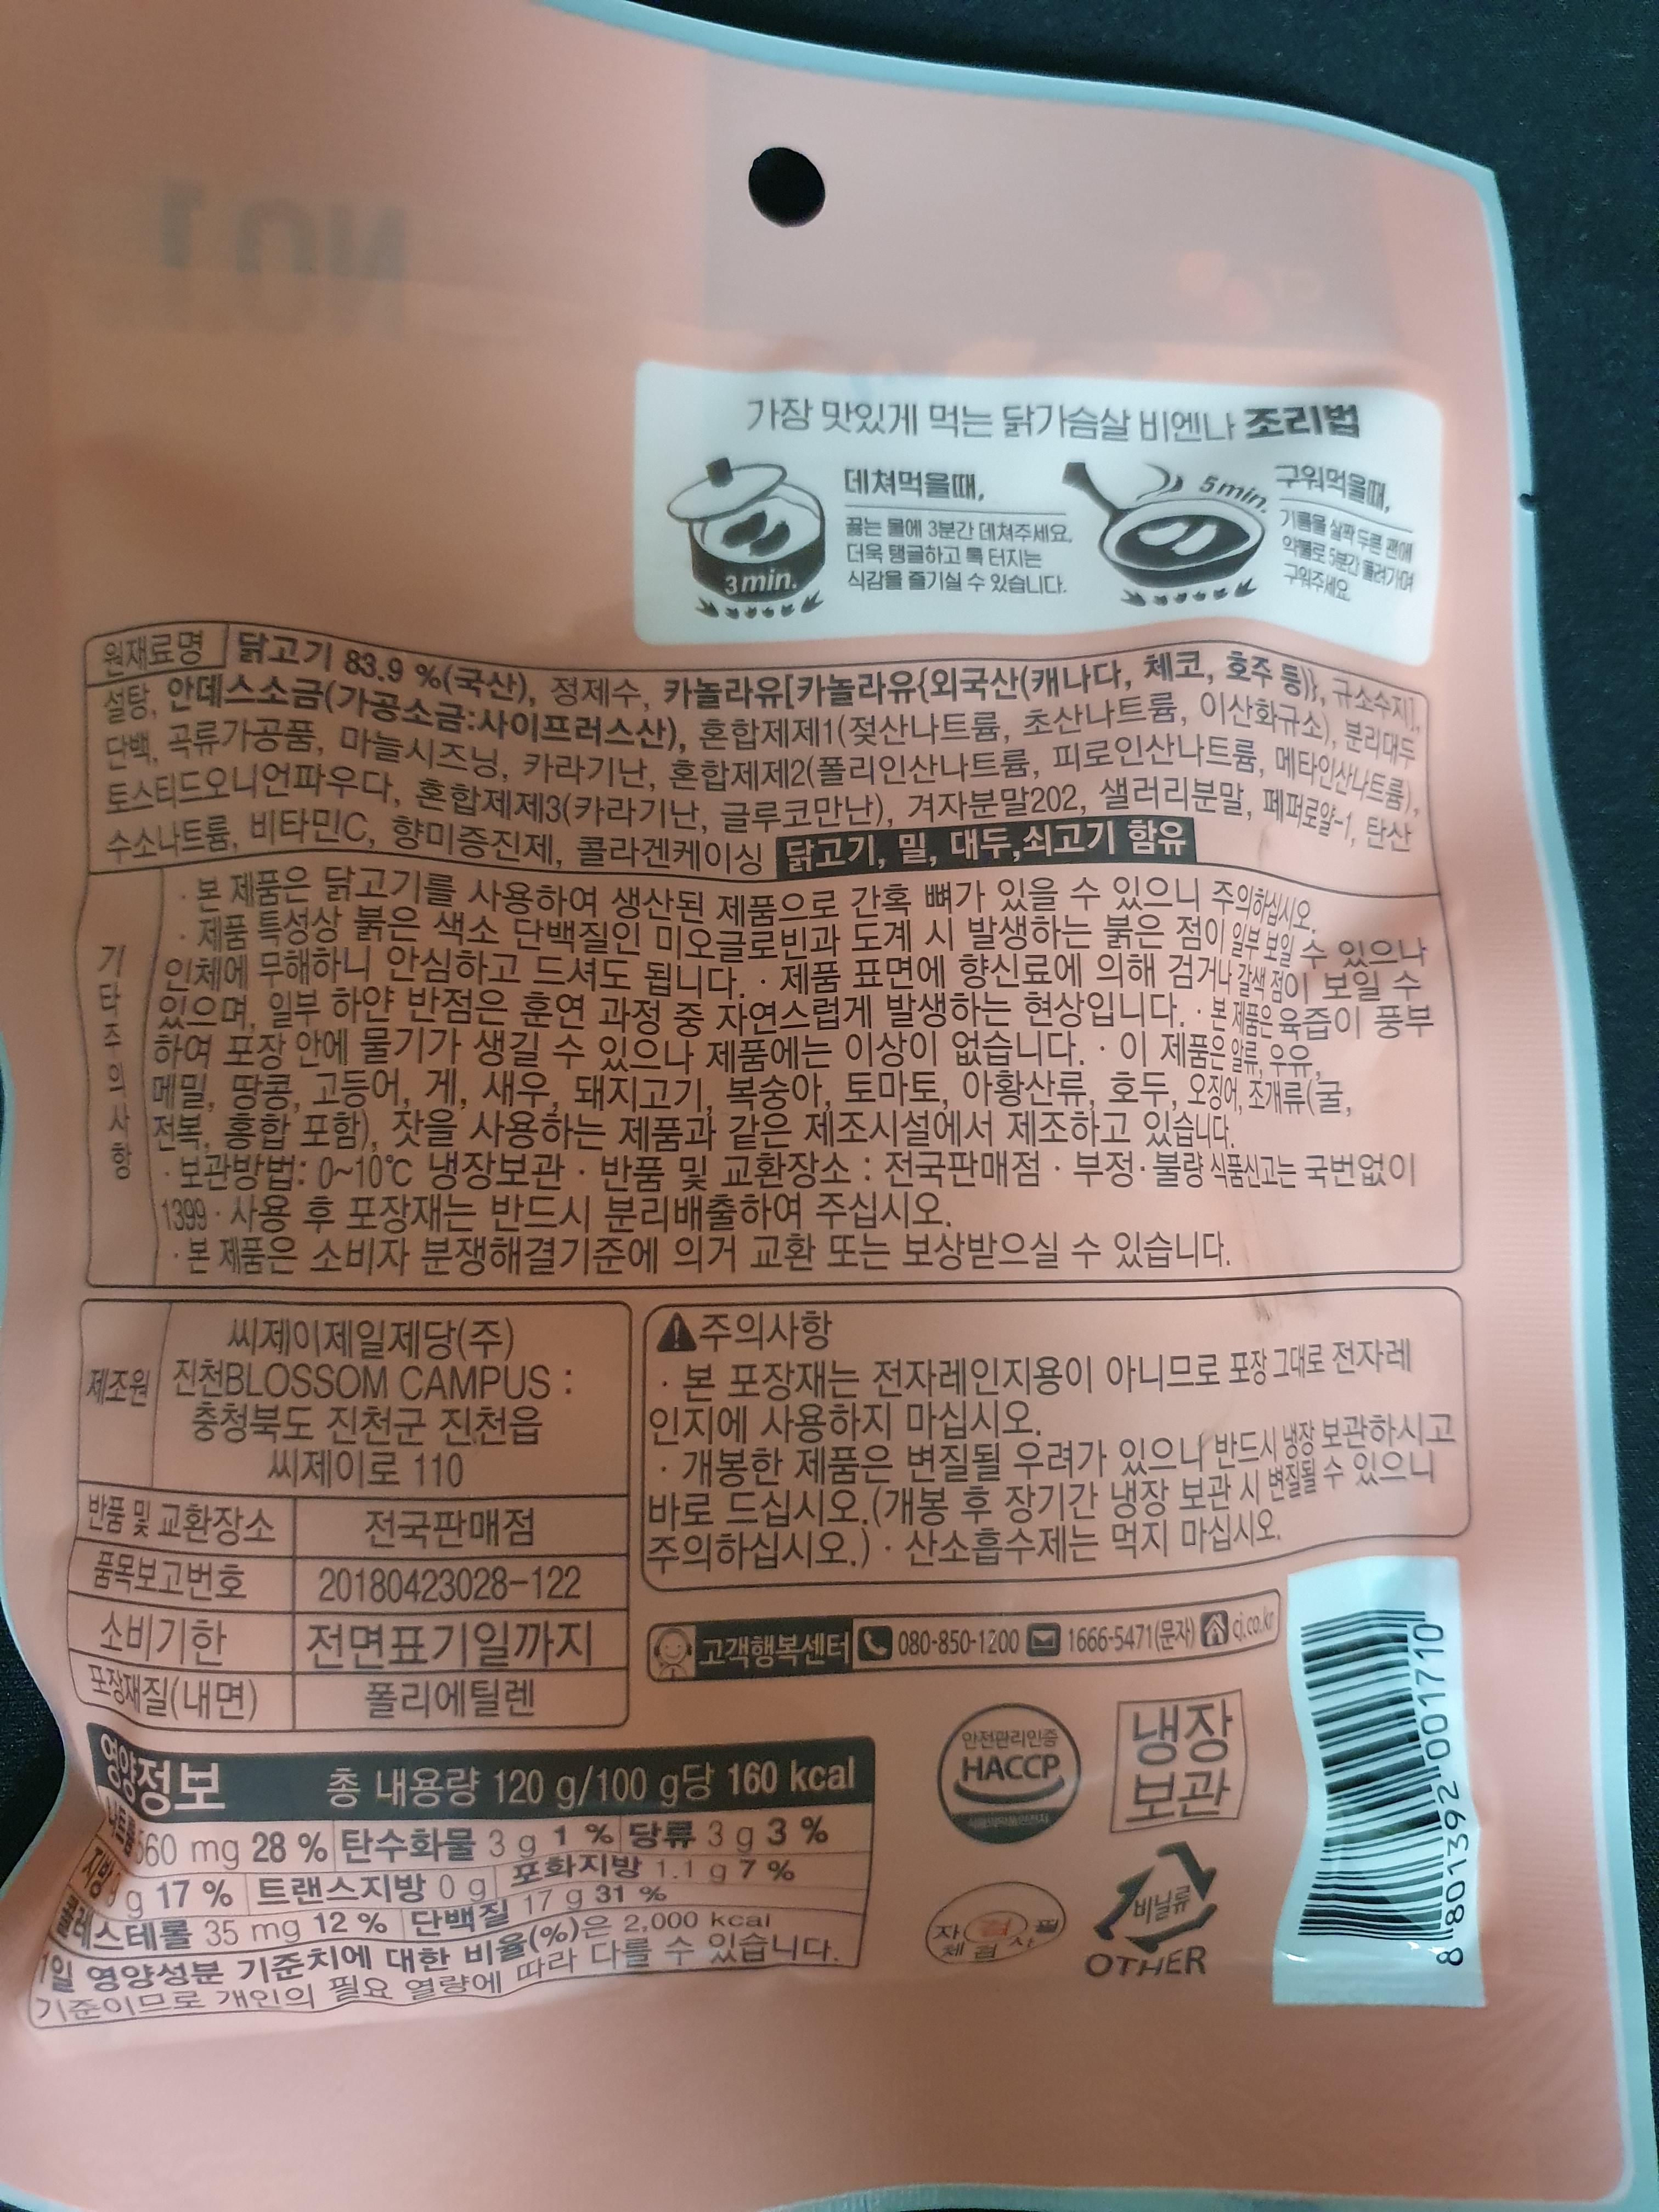 NO.1
가장 맛있게 먹는 닭가슴살 비엔나 조리법
데쳐먹을때,
끓는 물에 3분간 데쳐주세요,
더욱 탱글하고 톡 터지는
식감을 즐기실 수 있습니다.
3min.
5min.
구워먹을때,
기름을 살짝 두른 팬에
약불로 5분간 돌려가며
구워주세요.
원재료명 닭고기 83.9 %(국산), 정제수, 카놀라유[카놀라유{외국산(캐나다, 체코, 호주 등)}, 규소수지],
설탕, 안데스소금(가공소금:사이프러스산), 혼합제제1(젖산나트륨, 초산나트륨, 이산화규소), 분리대두
단백, 곡류가공품, 마늘시즈닝, 카라기난, 혼합제제2(폴리인산나트륨, 피로인산나트륨, 메타인산나트륨),
토스티드오니언파우다, 혼합제제3(카라기난, 글루코만난), 겨자분말202, 샐러리분말, 페퍼로얄-1, 탄산
수소나트륨, 비타민C, 향미증진제, 콜라겐케이싱 닭고기, 밀, 대두,쇠고기 함유
기타주의사항
· 본 제품은 닭고기를 사용하여 생산된 제품으로 간혹 뼈가 있을 수 있으니 주의하십시오.
· 제품 특성상 붉은 색소 단백질인 미오글로빈과 도계 시 발생하는 붉은 점이 일부 보일 수 있으나
인체에 무해하니 안심하고 드셔도 됩니다. · 제품 표면에 향신료에 의해 검거나 갈색 점이 보일 수
있으며, 일부 하얀 반점은 훈연 과정 중 자연스럽게 발생하는 현상입니다. · 본 제품은 육즙이 풍부
하여 포장 안에 물기가 생길 수 있으나 제품에는 이상이 없습니다. · 이 제품은 알류, 우유,
메밀, 땅콩, 고등어, 게, 새우, 돼지고기, 복숭아, 토마토, 아황산류, 호두, 오징어, 조개류(굴,
전복, 홍합 포함), 잣을 사용하는 제품과 같은 제조시설에서 제조하고 있습니다.
· 보관방법: 0~10℃ 냉장보관 · 반품 및 교환장소 : 전국판매점 · 부정·불량 식품신고는 국번없이
1399 · 사용 후 포장재는 반드시 분리배출하여 주십시오.
· 본 제품은 소비자 분쟁해결기준에 의거 교환 또는 보상받으실 수 있습니다.
제조원
씨제이제일제당(주)
진천BLOSSOM CAMPUS :
충청북도 진천군 진천읍
씨제이로 110
반품 및 교환장소 전국판매점
품목보고번호 20180423028-122
소비기한 전면표기일까지
포장재질(내면) 폴리에틸렌
⚠주의사항
· 본 포장재는 전자레인지용이 아니므로 포장 그대로 전자레
인지에 사용하지 마십시오.
· 개봉한 제품은 변질될 우려가 있으니 반드시 냉장 보관하시고
바로 드십시오.(개봉 후 장기간 냉장 보관 시 변질될 수 있으니
주의하십시오.) · 산소흡수제는 먹지 마십시오.
고객행복센터 080-850-1200 1666-5471(문자) cj.co.kr
영양정보 총 내용량 120 g/100 g당 160 kcal
나트륨 560 mg 28 % 탄수화물 3 g 1 % 당류 3 g 3 %
지방 g 17 % 트랜스지방 0 g 포화지방 1.1 g 7 %
콜레스테롤 35 mg 12 % 단백질 17 g 31 %
1일 영양성분 기준치에 대한 비율(%)은 2,000 kcal
기준이므로 개인의 필요 열량에 따라 다를 수 있습니다.
안전관리인증
HACCP
냉장
보관
비닐류
OTHER
8 801392 001710